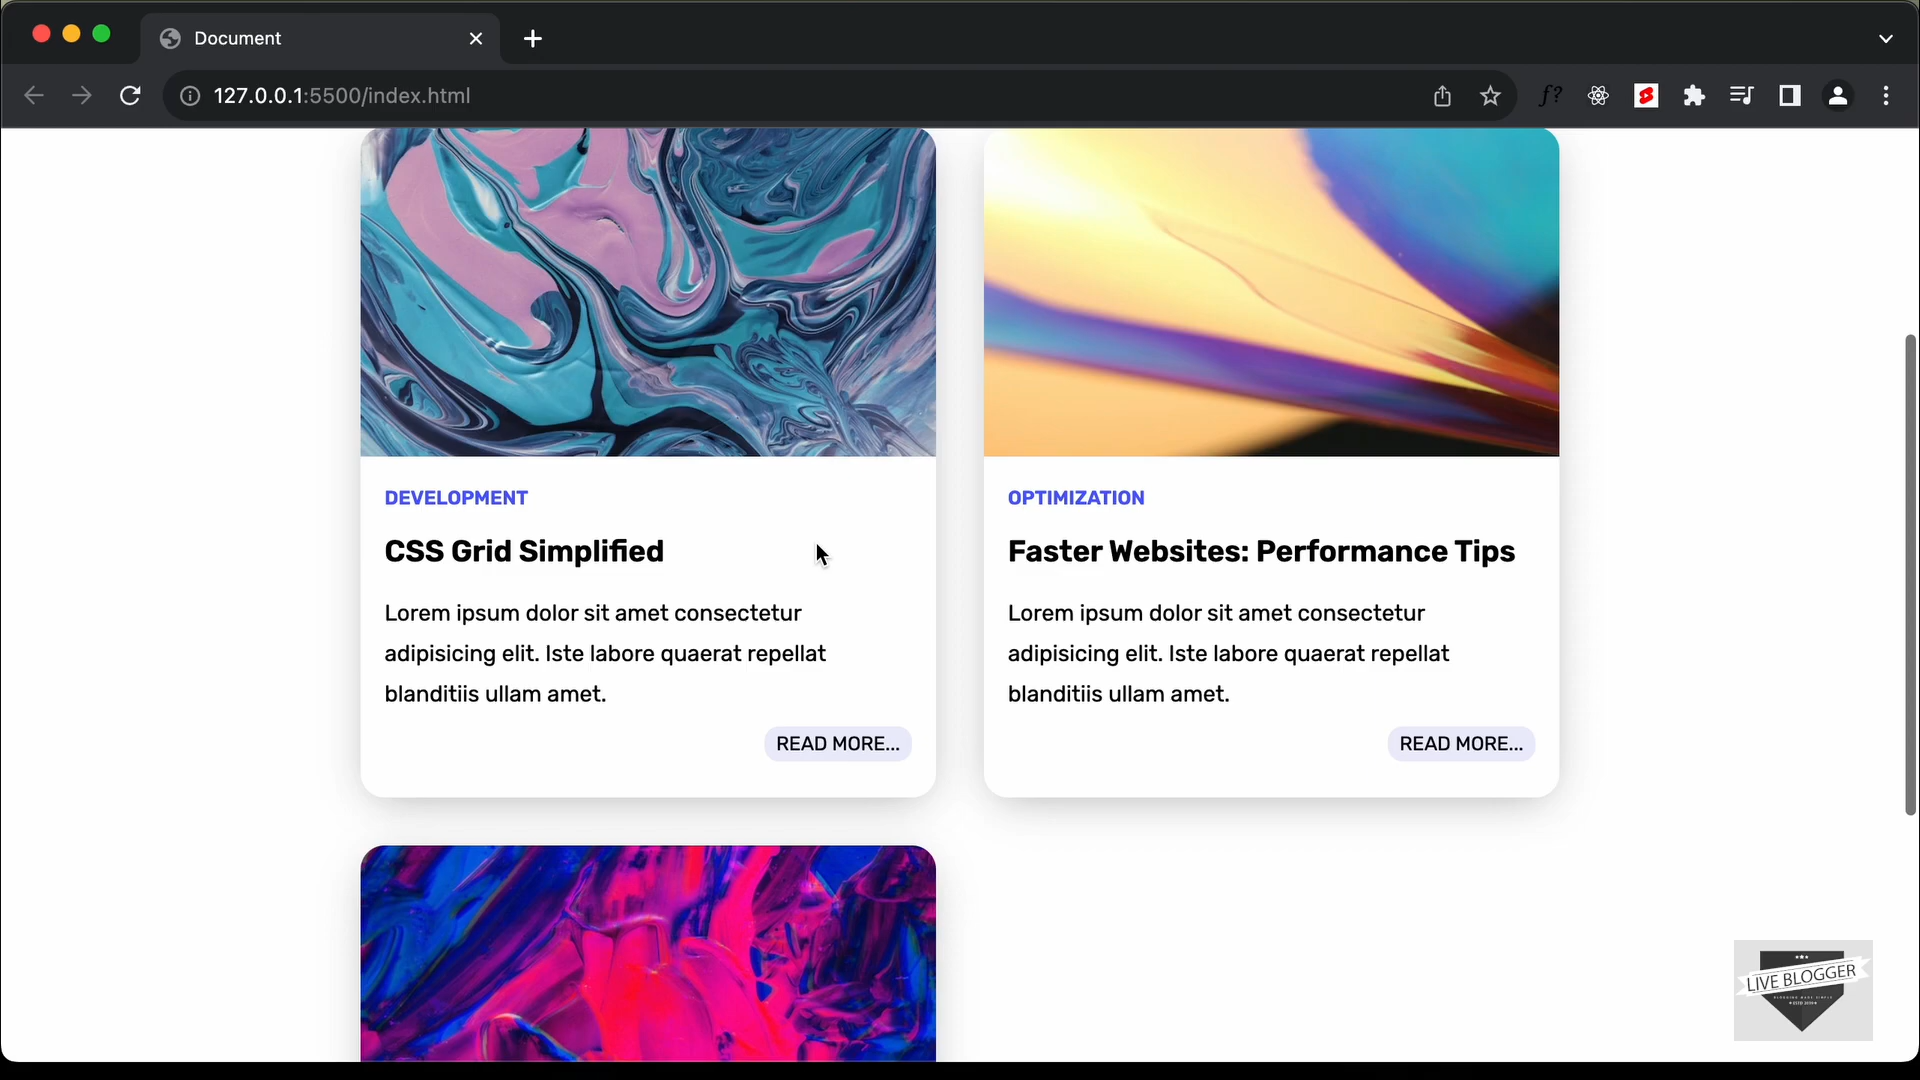 Document
127.0.0.1:5500/index.html
f?
DEVELOPMENT
CSS Grid Simplified
Lorem ipsum dolor sit amet consectetur
adipisicing elit. Iste labore quaerat repellat
blanditiis ullam amet.
READ MORE...
OPTIMIZATION
Faster Websites: Performance Tips
Lorem ipsum dolor sit amet consectetur
adipisicing elit. Iste labore quaerat repellat
blanditiis ullam amet.
READ MORE...
LIVE BLOGGER